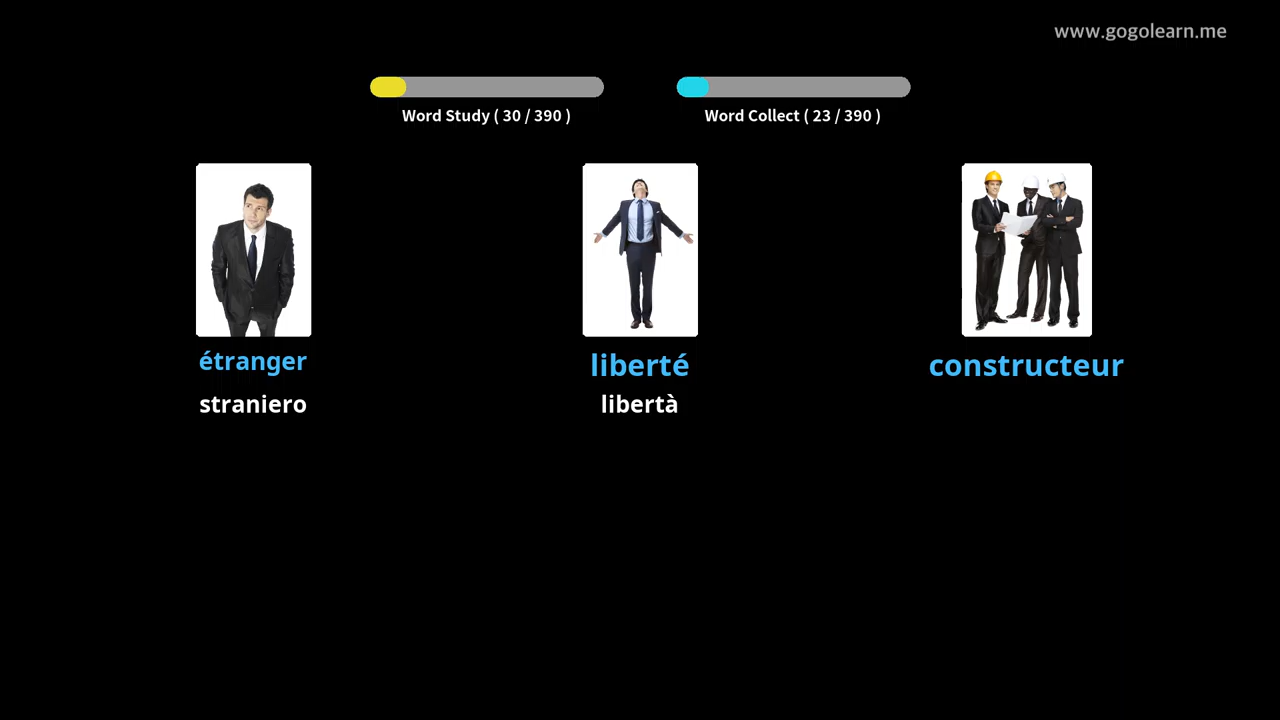 www.gogolearn.me
Word Study ( 30 / 390 )
Word Collect ( 23 / 390 )
étranger
liberté
constructeur
straniero
libertà